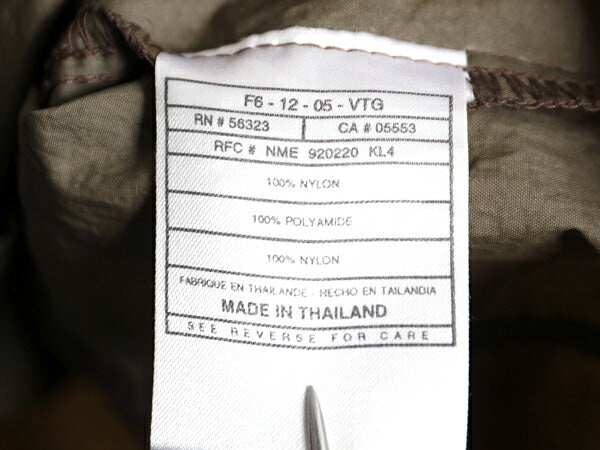 F6 - 12 - 05 - VTG
RN # 56323 CA # 05553
RFC # NME 920220 KL4
100% NYLON
100% POLYAMIDE
100% NYLON
FABRIQUE EN THAILANDE - HECHO EN TAILANDIA
MADE IN THAILAND
SEE REVERSE FOR CARE